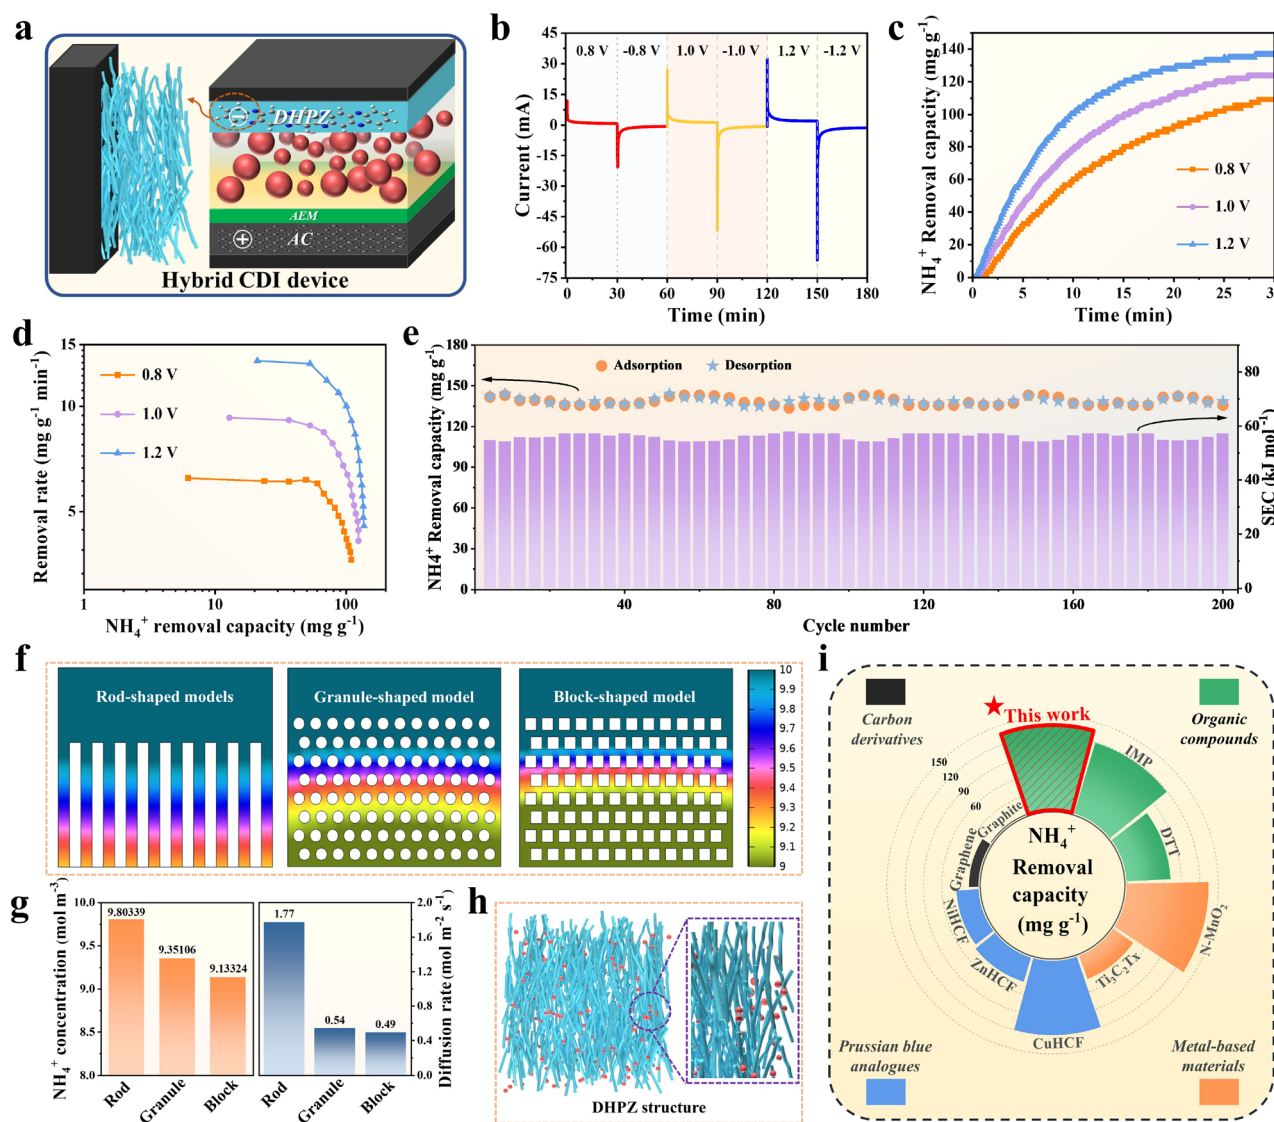 a
DHPZ
AEM
AC
Hybrid CDI device
b
0.8 V
-0.8 V
1.0 V
-1.0 V
1.2 V
-1.2 V
45
30
15
0
-15
-30
-45
-60
-75
Current (mA)
0
30
60
90
120
150
180
Time (min)
c
140
120
100
80
60
40
20
0
NH₄⁺ Removal capacity (mg g⁻¹)
0.8 V
1.0 V
1.2 V
0
5
10
15
20
25
30
Time (min)
d
15
10
5
Removal rate (mg g⁻¹ min⁻¹)
0.8 V
1.0 V
1.2 V
1
10
100
NH₄⁺ removal capacity (mg g⁻¹)
e
180
150
120
90
60
30
0
NH4⁺ Removal capacity (mg g⁻¹)
Adsorption
Desorption
80
60
40
20
0
SEC (kJ mol⁻¹)
40
80
120
160
200
Cycle number
f
Rod-shaped models
Granule-shaped model
Block-shaped model
10
9.9
9.8
9.7
9.6
9.5
9.4
9.3
9.2
9.1
9
g
NH₄⁺ concentration (mol m⁻³)
10.0
9.5
9.0
8.5
8.0
9.80339
9.35106
9.13324
Rod
Granule
Block
1.77
0.54
0.49
Rod
Granule
Block
2.0
1.6
1.2
0.8
0.4
0.0
Diffusion rate (mol m⁻² s⁻¹)
h
DHPZ structure
i
Carbon
derivatives
Organic
compounds
This work
150
120
90
60
Graphite
IMP
DTT
N-MnO₂
Ti₃C₂Tx
CuHCF
ZnHCF
NiHCF
Graphene
NH₄⁺
Removal
capacity
(mg g⁻¹)
Prussian blue
analogues
Metal-based
materials